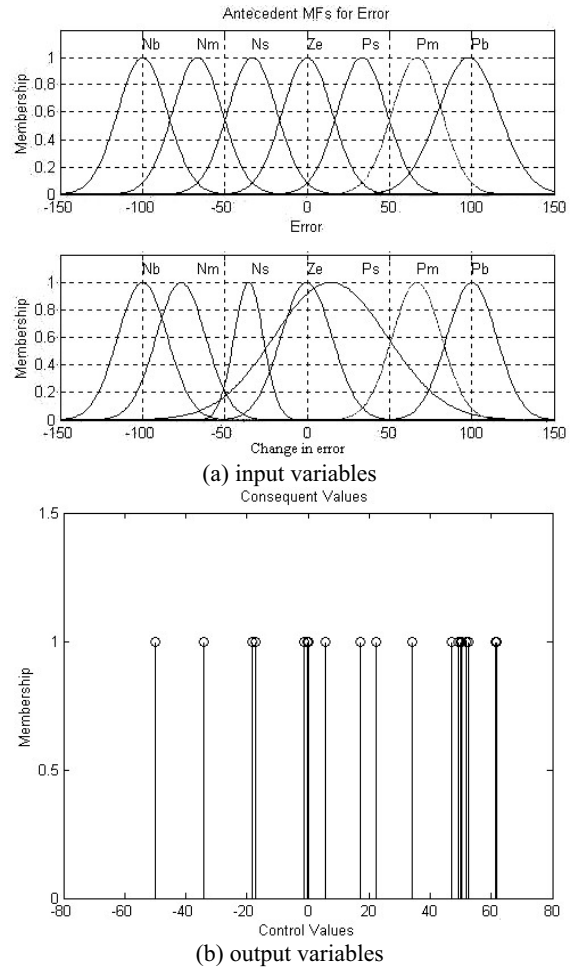 Antecedent MFs for Error
Nb Nm Ns Ze Ps Pm Pb
1
0.8
0.6
0.4
0.2
0
Membership
-150 -100 -50 0 50 100 150
Error
Nb Nm Ns Ze Ps Pm Pb
1
0.8
0.6
0.4
0.2
0
Membership
-150 -100 -50 0 50 100 150
Change in error
(a) input variables
Consequent Values
1.5
1
0.5
0
Membership
-80 -60 -40 -20 0 20 40 60 80
Control Values
(b) output variables